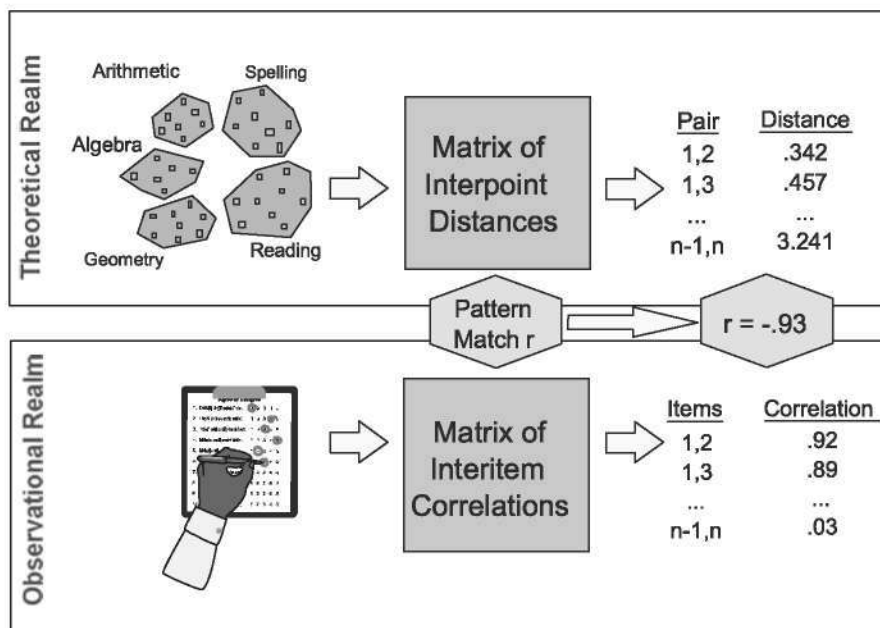 Theoretical Realm
Arithmetic
Spelling
Algebra
Geometry
Reading
Matrix of
Interpoint
Distances
Pair Distance
1,2 .342
1,3 .457
... ...
n-1,n 3.241
Pattern
Match r
r = -.93
Observational Realm
Matrix of
Interitem
Correlations
Items Correlation
1,2 .92
1,3 .89
... ...
n-1,n .03